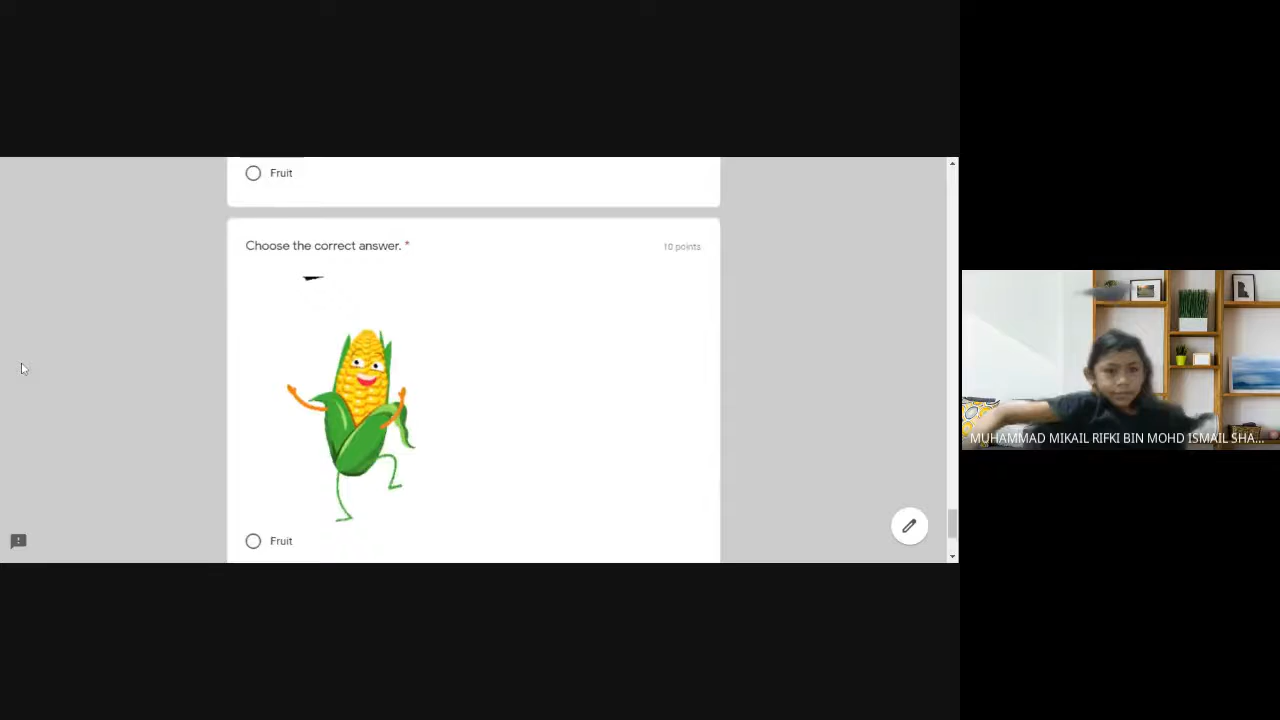 Fruit
Choose the correct answer. *
10 points
Fruit
MUHAMMAD MIKAIL RIFKI BIN MOHD ISMAIL SHA...